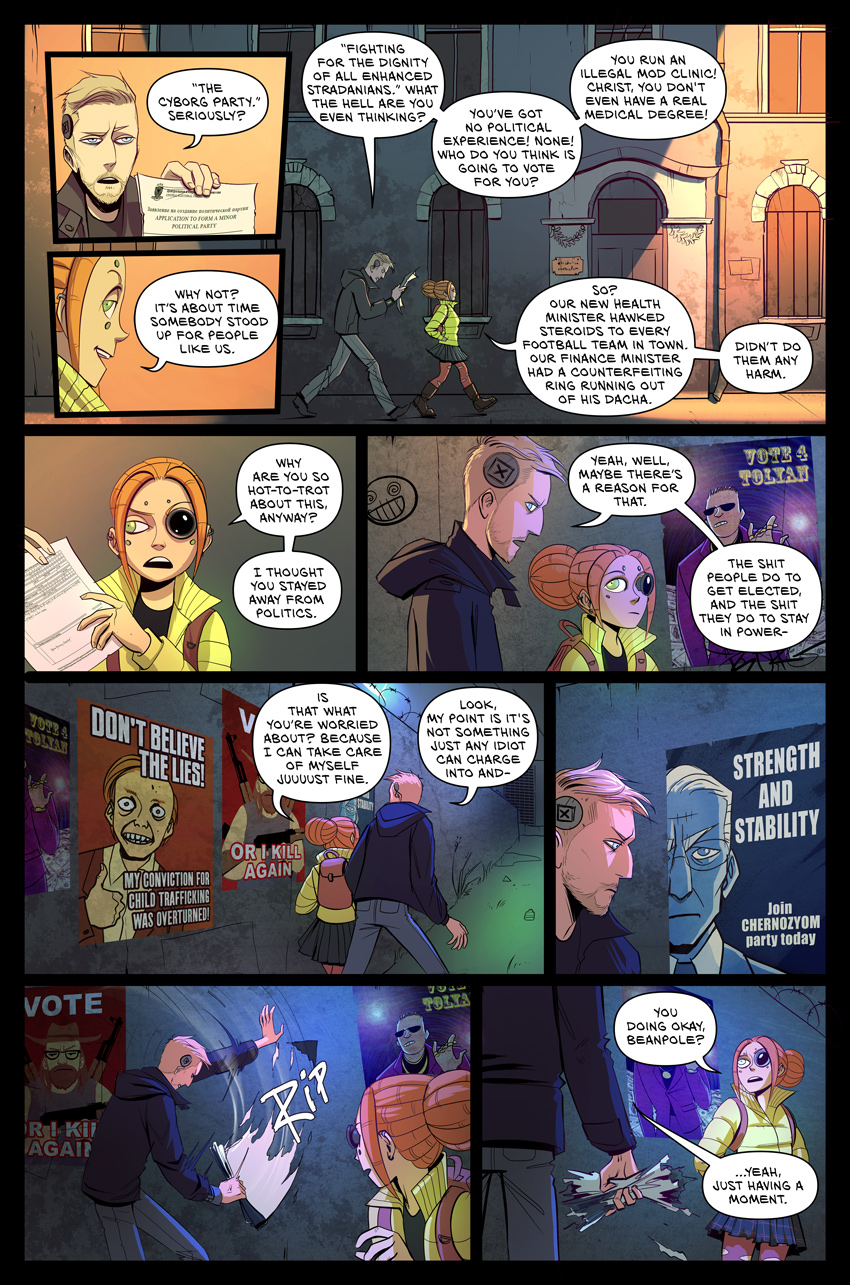 "THE
CYBORG PARTY."
SERIOUSLY?
Заявление на создание политической партии
APPLICATION TO FORM A MINOR
POLITICAL PARTY
"FIGHTING
FOR THE DIGNITY
OF ALL ENHANCED
STRADANIANS." WHAT
THE HELL ARE YOU
EVEN THINKING?
YOU'VE GOT
NO POLITICAL
EXPERIENCE! NONE!
WHO DO YOU THINK IS
GOING TO VOTE
FOR YOU?
YOU RUN AN
ILLEGAL MOD CLINIC!
CHRIST, YOU DON'T
EVEN HAVE A REAL
MEDICAL DEGREE!
WHY NOT?
IT'S ABOUT TIME
SOMEBODY STOOD
UP FOR PEOPLE
LIKE US.
SO?
OUR NEW HEALTH
MINISTER HAWKED
STEROIDS TO EVERY
FOOTBALL TEAM IN TOWN.
OUR FINANCE MINISTER
HAD A COUNTERFEITING
RING RUNNING OUT
OF HIS DACHA.
DIDN'T DO
THEM ANY
HARM.
WHY
ARE YOU SO
HOT-TO-TROT
ABOUT THIS,
ANYWAY?
I THOUGHT
YOU STAYED
AWAY FROM
POLITICS.
YEAH, WELL,
MAYBE THERE'S
A REASON FOR
THAT.
VOTE 4
TOLYAN
THE SHIT
PEOPLE DO TO
GET ELECTED,
AND THE SHIT
THEY DO TO STAY
IN POWER-
VOTE 4
TOLYAN
DON'T BELIEVE
THE LIES!
MY CONVICTION FOR
CHILD TRAFFICKING
WAS OVERTURNED!
V
OR I KILL
AGAIN
IS
THAT WHAT
YOU'RE WORRIED
ABOUT? BECAUSE
I CAN TAKE CARE
OF MYSELF
JUUUUST FINE.
STABILITY
LOOK,
MY POINT IS IT'S
NOT SOMETHING
JUST ANY IDIOT
CAN CHARGE
INTO AND-
STRENGTH
AND
STABILITY
Join
CHERNOZYOM
party today
VOTE
OR I KILL
AGAIN
RIP
VOTE 4
TOLYAN
YOU
DOING OKAY,
BEANPOLE?
...YEAH,
JUST HAVING A
MOMENT.